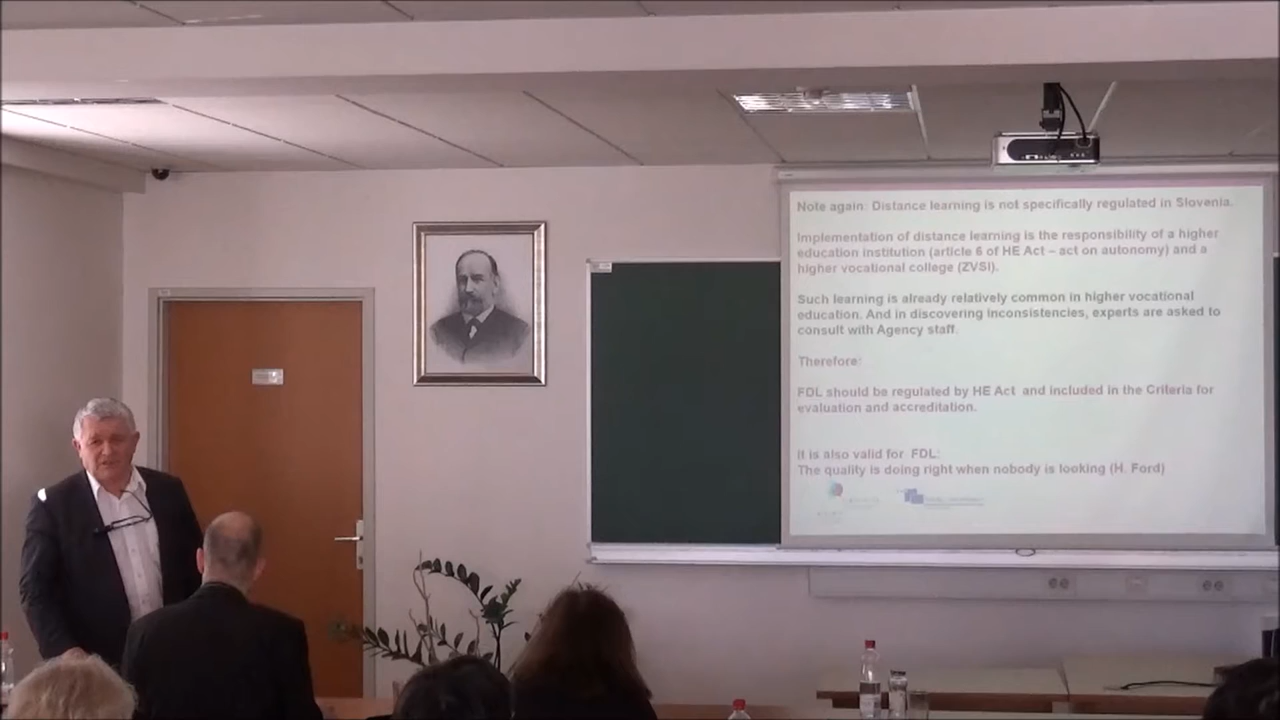 Note again: Distance learning is not specifically regulated in Slovenia.
Implementation of distance learning is the responsibility of a higher
education institution (article 6 of HE Act – act on autonomy) and a
higher vocational college (ZVSI).
Such learning is already relatively common in higher vocational
education. And in discovering inconsistencies, experts are asked to
consult with Agency staff.
Therefore:
FDL should be regulated by HE Act and included in the Criteria for
evaluation and accreditation.
It is also valid for FDL:
The quality is doing right when nobody is looking (H. Ford)